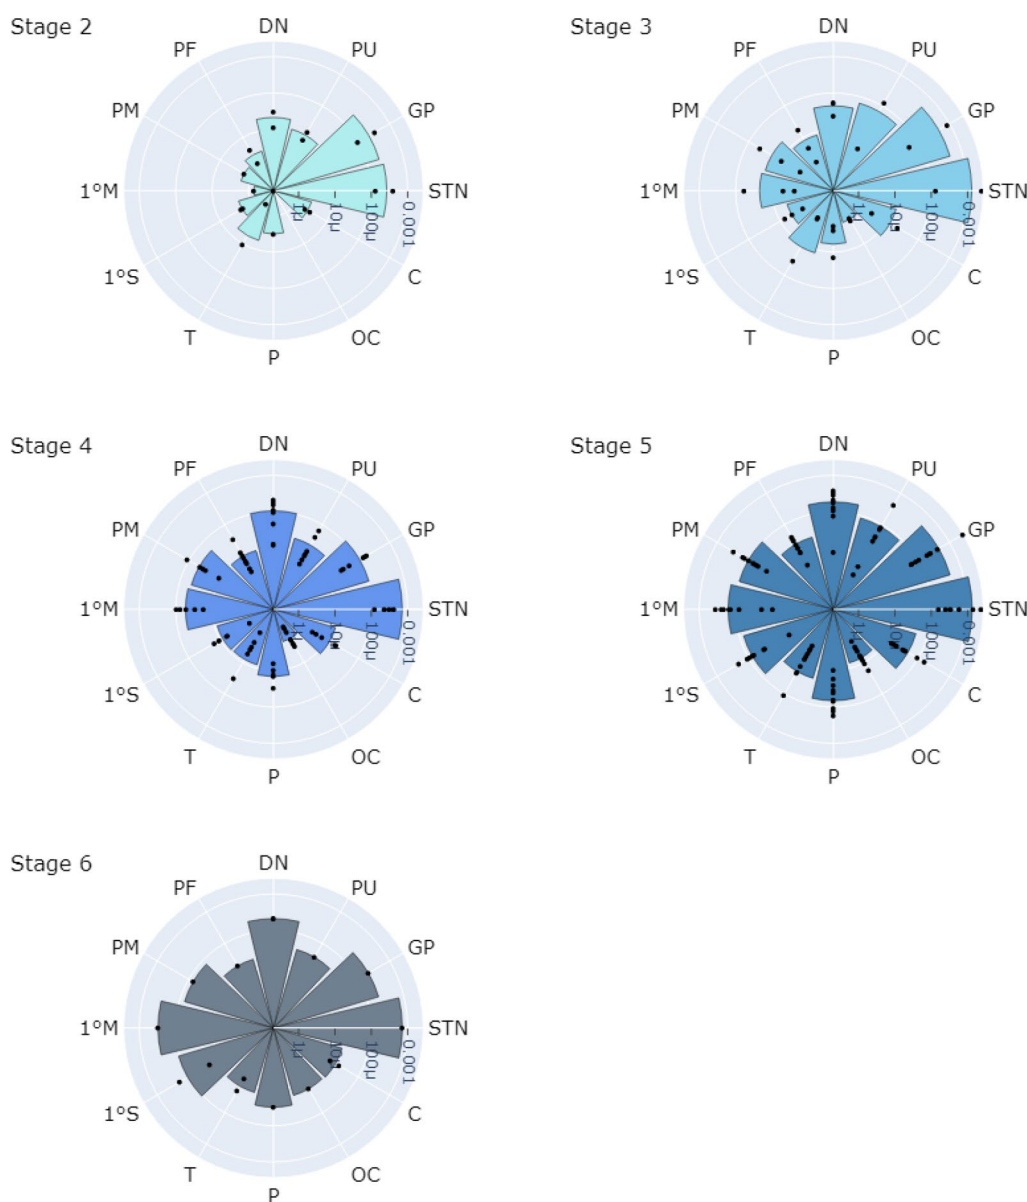 Stage 2
DN
PF
PU
PM
GP
1°M
STN
1µ
10µ
100µ
0.001
1°S
C
T
OC
P
Stage 3
DN
PF
PU
PM
GP
1°M
STN
1µ
10µ
100µ
0.001
1°S
C
T
OC
P
Stage 4
DN
PF
PU
PM
GP
1°M
STN
1µ
10µ
100µ
0.001
1°S
C
T
OC
P
Stage 5
DN
PF
PU
PM
GP
1°M
STN
1µ
10µ
100µ
0.001
1°S
C
T
OC
P
Stage 6
DN
PF
PU
PM
GP
1°M
STN
1µ
10µ
100µ
0.001
1°S
C
T
OC
P